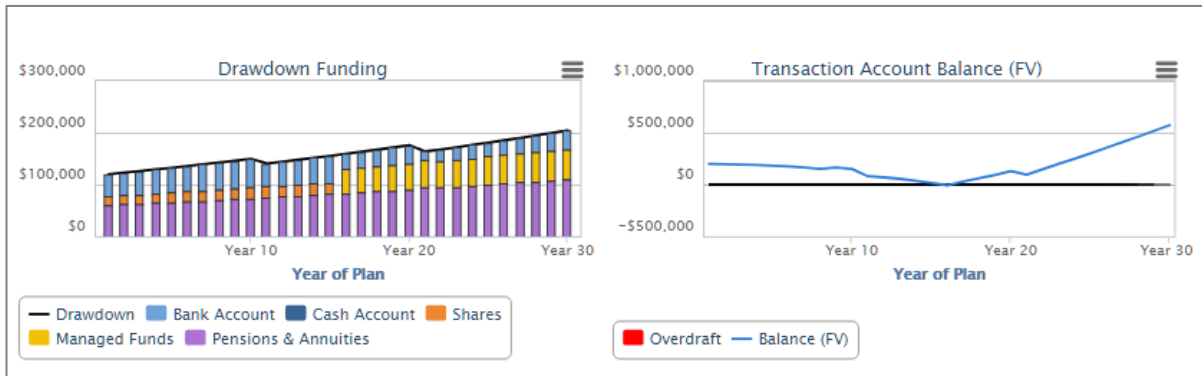 Drawdown Funding
$300,000
$200,000
$100,000
$0
Year 10
Year 20
Year 30
Year of Plan
Drawdown Bank Account Cash Account Shares
Managed Funds Pensions & Annuities
Transaction Account Balance (FV)
$1,000,000
$500,000
$0
-$500,000
Year 10
Year 20
Year 30
Year of Plan
Overdraft Balance (FV)